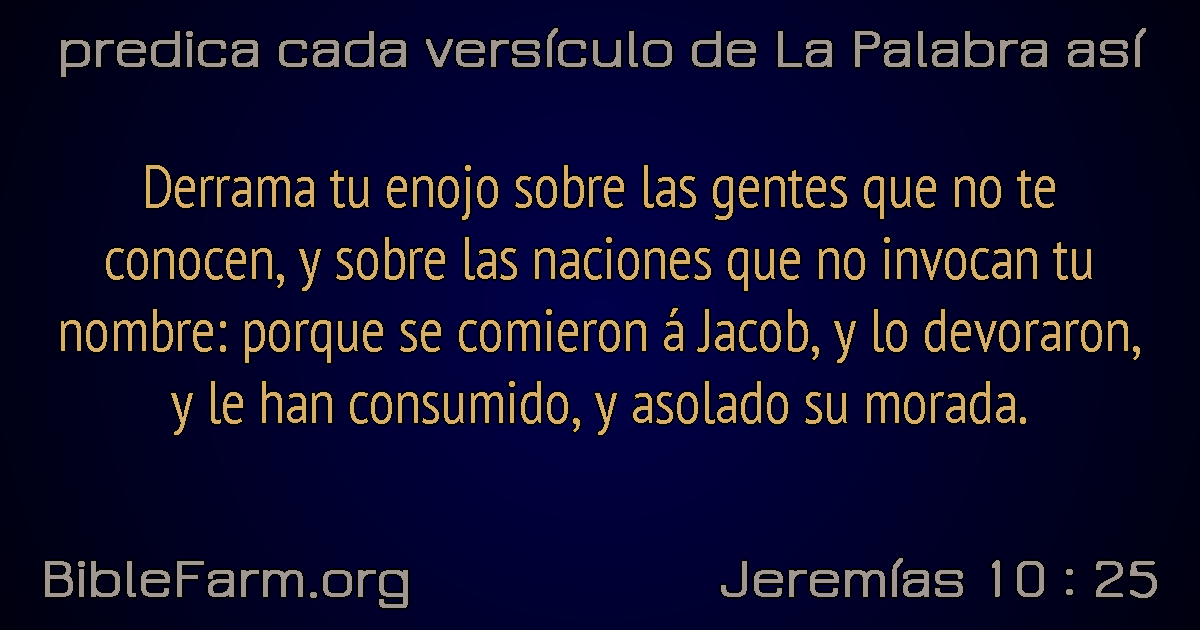 predica cada versículo de La Palabra así
Derrama tu enojo sobre las gentes que no te
conocen, y sobre las naciones que no invocan tu
nombre: porque se comieron á Jacob, y lo devoraron,
y le han consumido, y asolado su morada.
BibleFarm.org
Jeremías 10 : 25